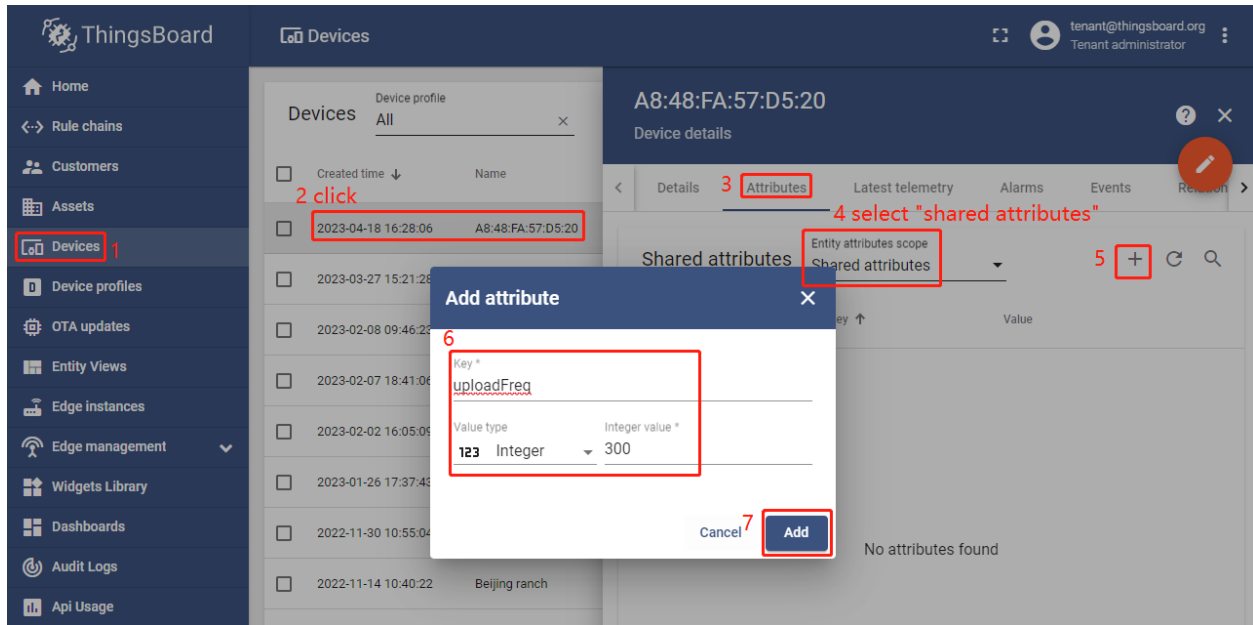 ThingsBoard
Devices
tenant@thingsboard.org
Tenant administrator
Home
Rule chains
Customers
Assets
Devices 1
Device profiles
OTA updates
Entity Views
Edge instances
Edge management
Widgets Library
Dashboards
Audit Logs
Api Usage
Devices
Device profile
All
Created time Name
2 click
2023-04-18 16:28:06 A8:48:FA:57:D5:20
2023-03-27 15:21:28
2023-02-08 09:46:23
2023-02-07 18:41:06
2023-02-02 16:05:09
2023-01-26 17:37:43
2022-11-30 10:55:04
2022-11-14 10:40:22 Beijing ranch
A8:48:FA:57:D5:20
Device details
Details 3 Attributes Latest telemetry Alarms Events
4 select "shared attributes"
Shared attributes
Entity attributes scope
Shared attributes
5 +
Value
No attributes found
Add attribute
6
Key *
uploadFreq
Value type Integer value *
123 Integer 300
Cancel 7 Add